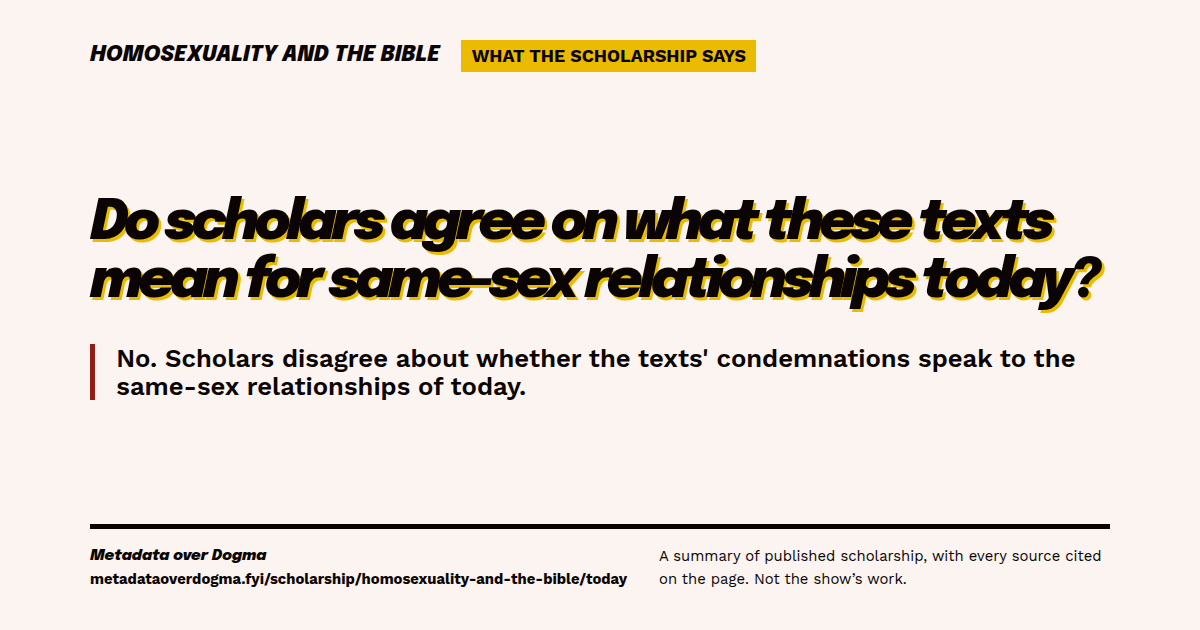 HOMOSEXUALITY AND THE BIBLE
WHAT THE SCHOLARSHIP SAYS
Do scholars agree on what these texts
mean for same-sex relationships today?
No. Scholars disagree about whether the texts' condemnations speak to the
same-sex relationships of today.
Metadata over Dogma
metadataoverdogma.fyi/scholarship/homosexuality-and-the-bible/today
A summary of published scholarship, with every source cited
on the page. Not the show’s work.